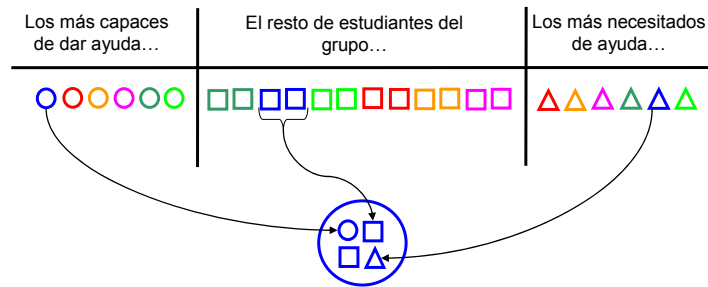 Los más capaces
de dar ayuda…
El resto de estudiantes del
grupo…
Los más necesitados
de ayuda…